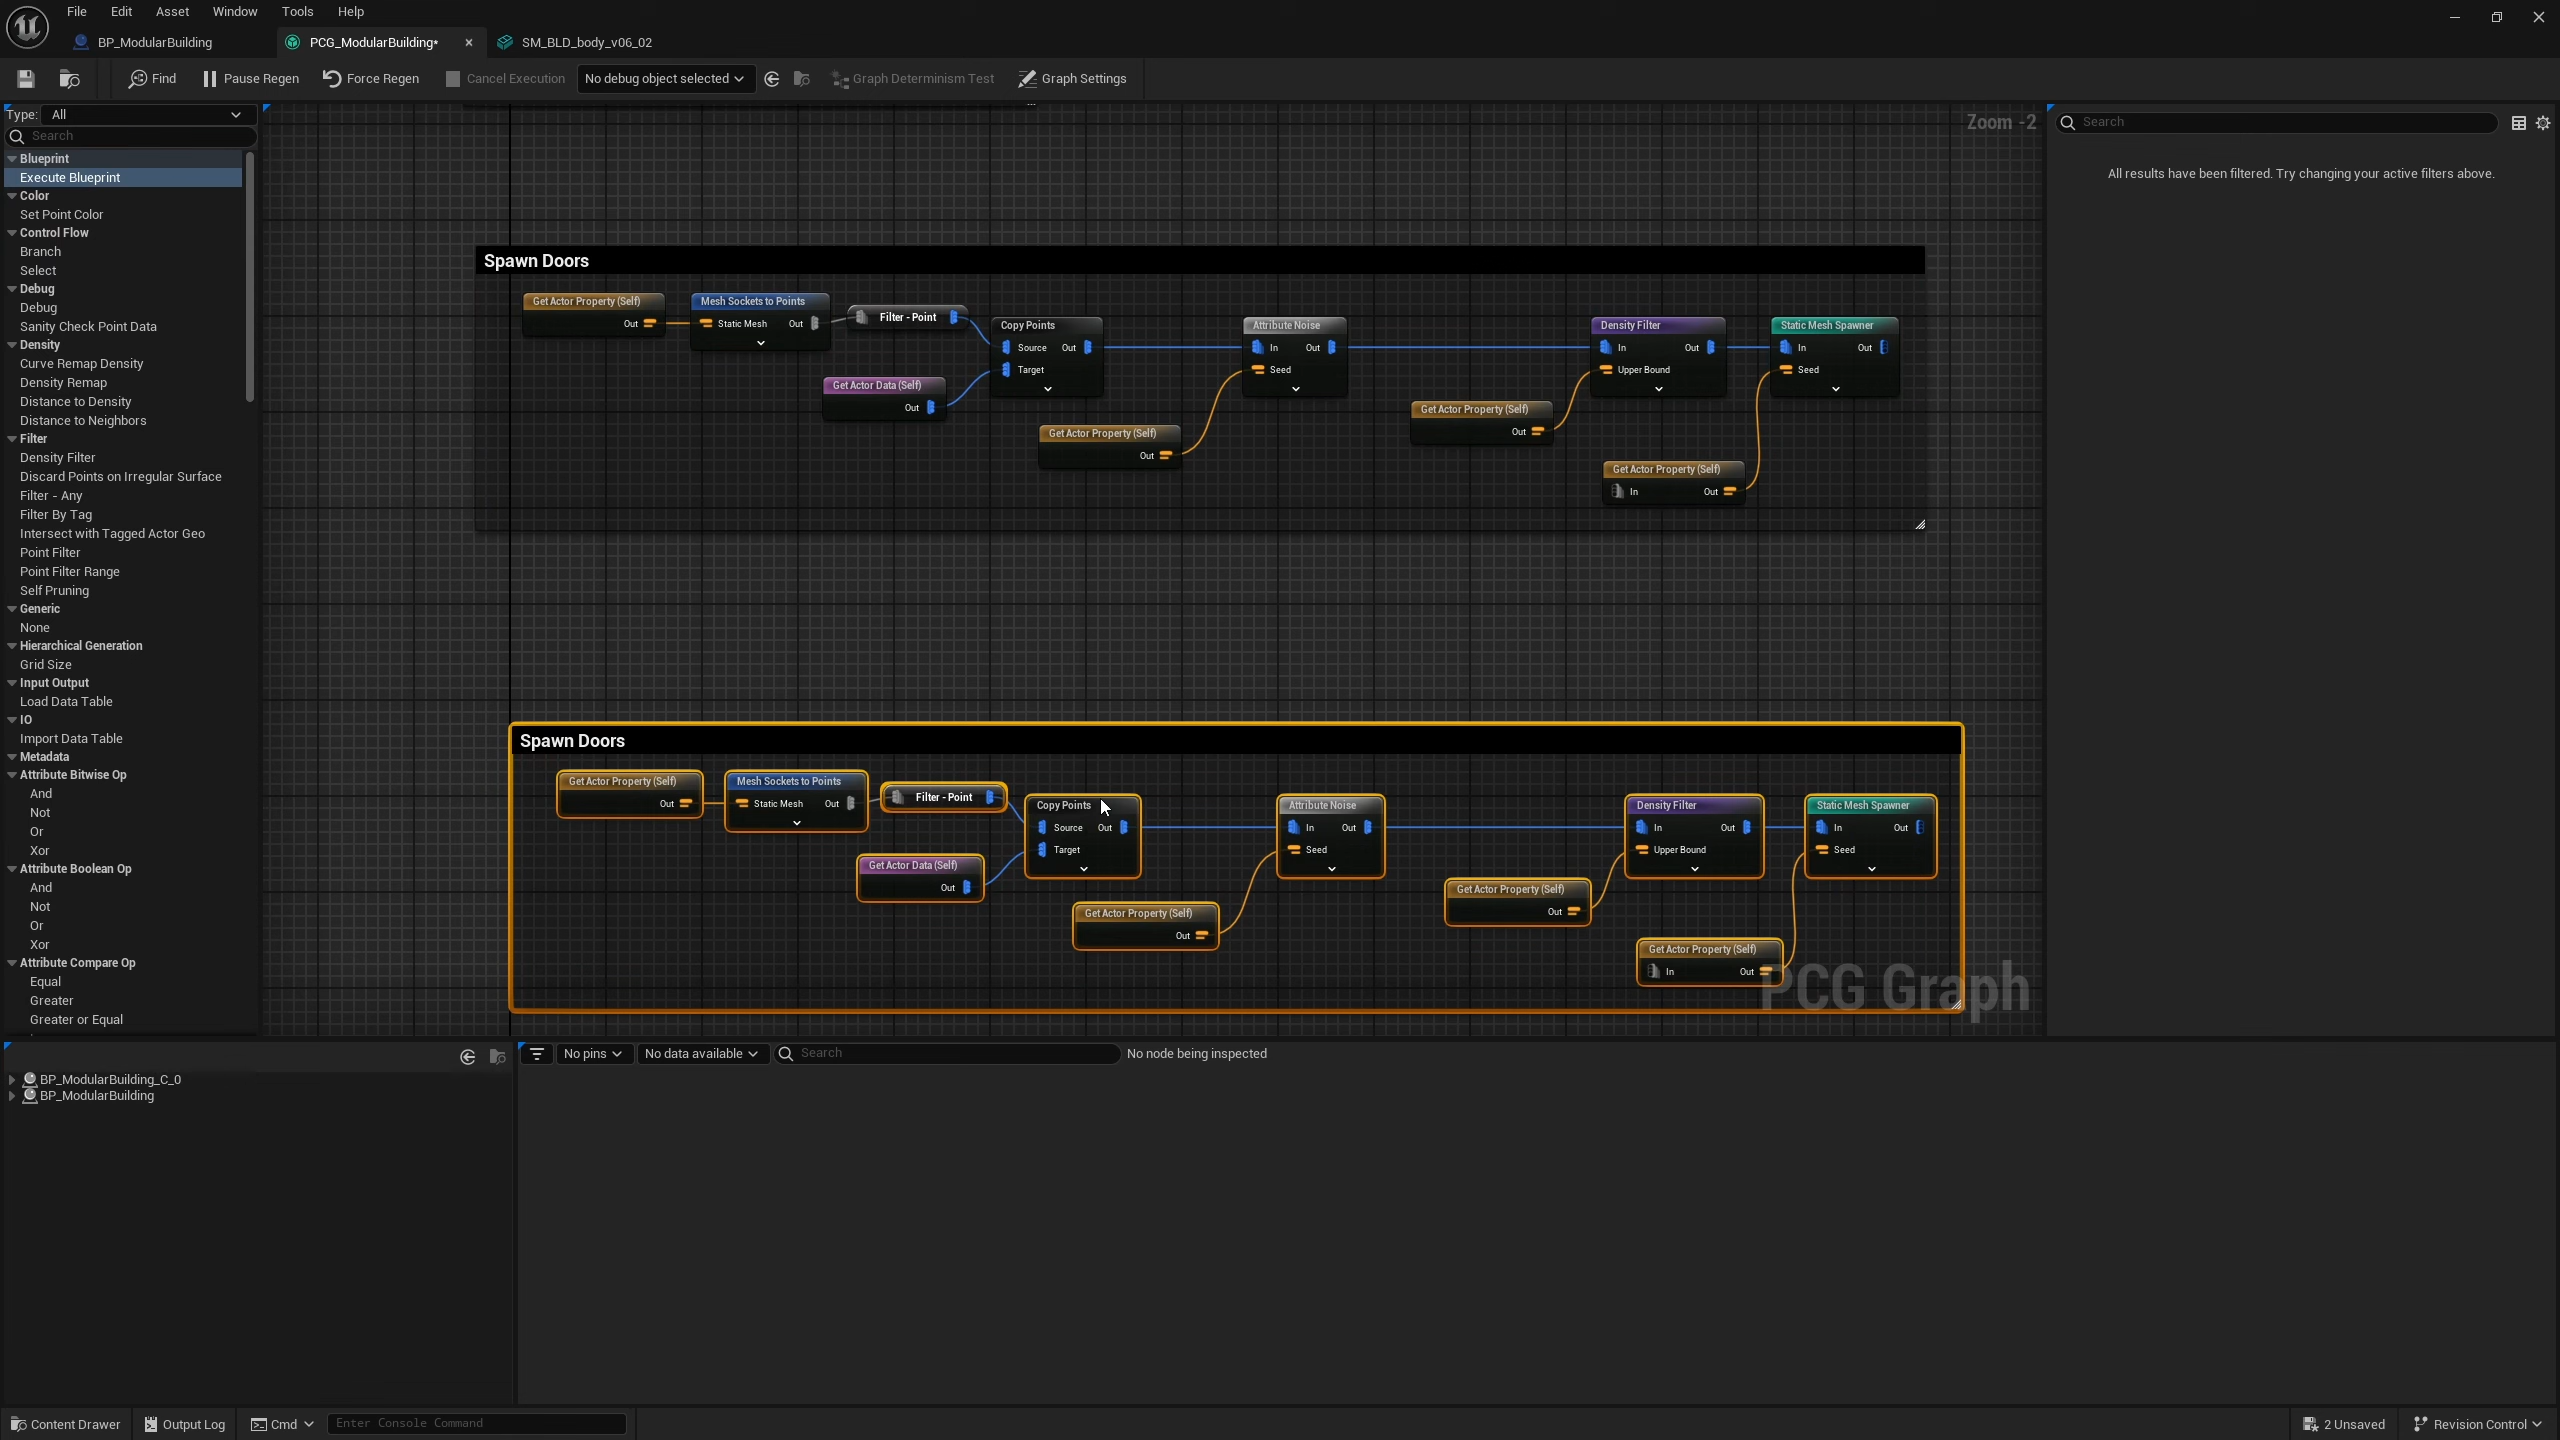 File Edit Asset Window Tools Help
BP_ModularBuilding PCG_ModularBuilding* SM_BLD_body_v06_02
Find Pause Regen Force Regen Cancel Execution No debug object selected Graph Determinism Test Graph Settings
Type: All
Search
Blueprint
Execute Blueprint
Color
Set Point Color
Control Flow
Branch
Select
Debug
Debug
Sanity Check Point Data
Density
Curve Remap Density
Density Remap
Distance to Density
Distance to Neighbors
Filter
Density Filter
Discard Points on Irregular Surface
Filter - Any
Filter By Tag
Intersect with Tagged Actor Geo
Point Filter
Point Filter Range
Self Pruning
Generic
None
Hierarchical Generation
Grid Size
Input Output
Load Data Table
IO
Import Data Table
Metadata
Attribute Bitwise Op
And
Not
Or
Xor
Attribute Boolean Op
And
Not
Or
Xor
Attribute Compare Op
Equal
Greater
Greater or Equal
Zoom -2
Spawn Doors
Get Actor Property (Self)
Out
Mesh Sockets to Points
Static Mesh Out
Filter - Point
Copy Points
Source Out
Target
Get Actor Data (Self)
Out
Get Actor Property (Self)
Out
Attribute Noise
In Out
Seed
Get Actor Property (Self)
Out
Density Filter
In Out
Upper Bound
Get Actor Property (Self)
In Out
Static Mesh Spawner
In Out
Seed
Spawn Doors
Get Actor Property (Self)
Out
Mesh Sockets to Points
Static Mesh Out
Filter - Point
Copy Points
Source Out
Target
Get Actor Data (Self)
Out
Get Actor Property (Self)
Out
Attribute Noise
In Out
Seed
Get Actor Property (Self)
Out
Density Filter
In Out
Upper Bound
Get Actor Property (Self)
In Out
Static Mesh Spawner
In Out
Seed
PCG Graph
Search
All results have been filtered. Try changing your active filters above.
BP_ModularBuilding_C_0
BP_ModularBuilding
No pins No data available Search No node being inspected
Content Drawer Output Log Cmd Enter Console Command 2 Unsaved Revision Control